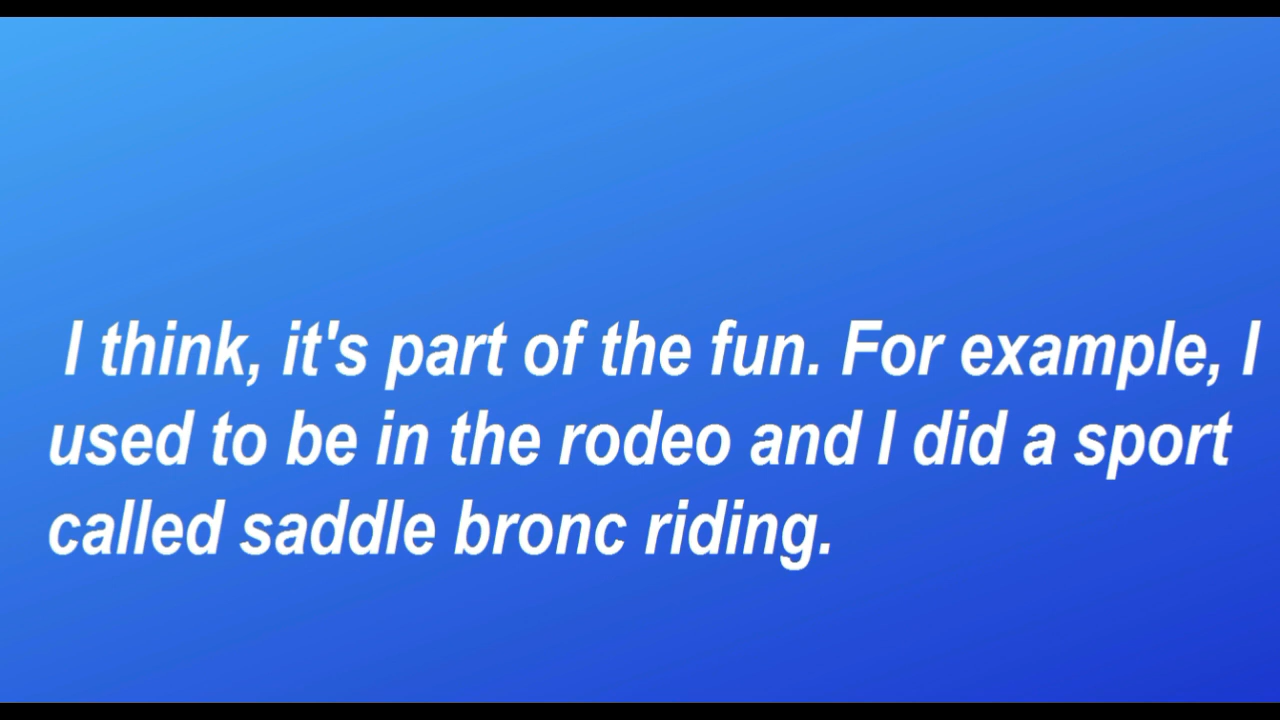 I think, it's part of the fun. For example, I
used to be in the rodeo and I did a sport
called saddle bronc riding.